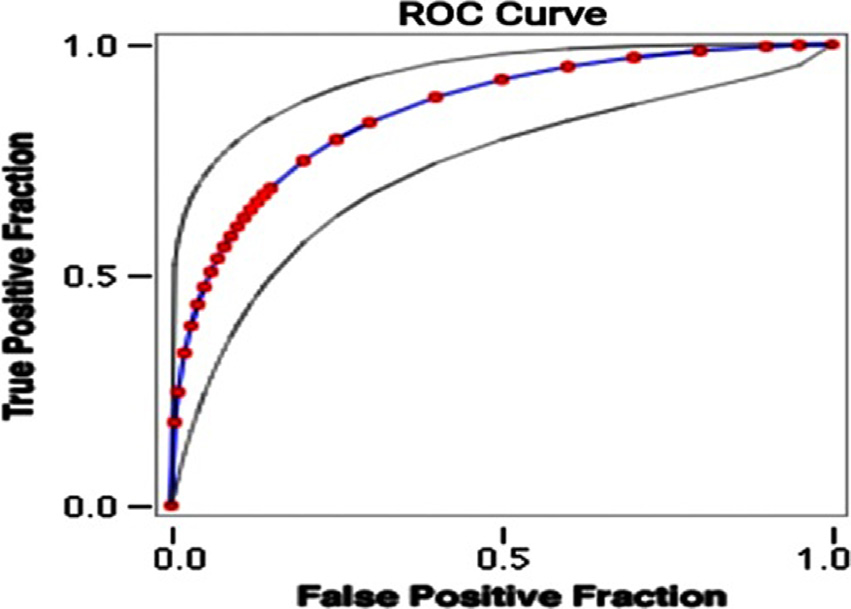 ROC Curve
1.0
0.5
0.0
True Positive Fraction
0.0 0.5 1.0
False Positive Fraction